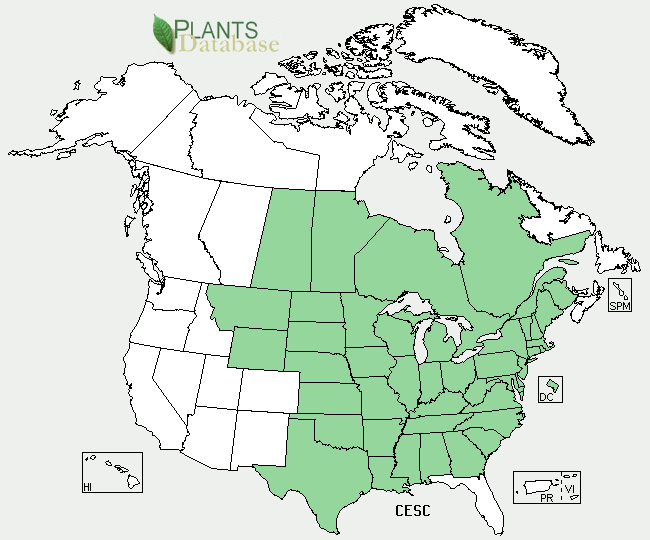 PLANTS
Database
SPM
DC
HI
PR
VI
CESC